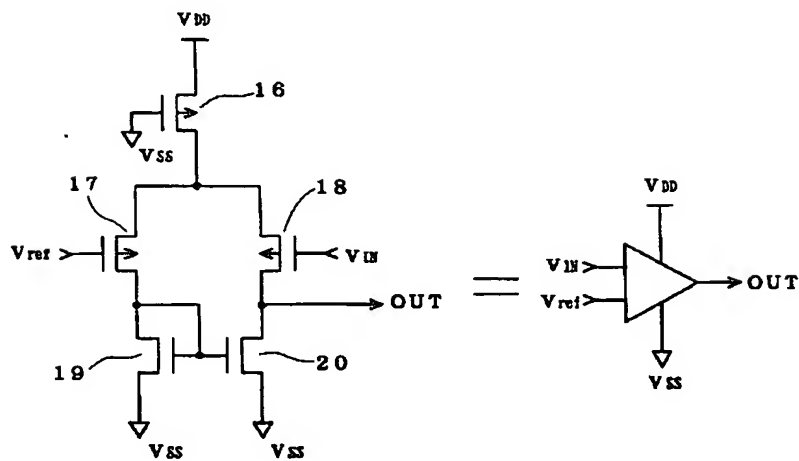 VDD
16
VSS
17
18
Vref
VIN
OUT
19
20
VSS
VSS
=
VDD
VIN
Vref
OUT
VSS